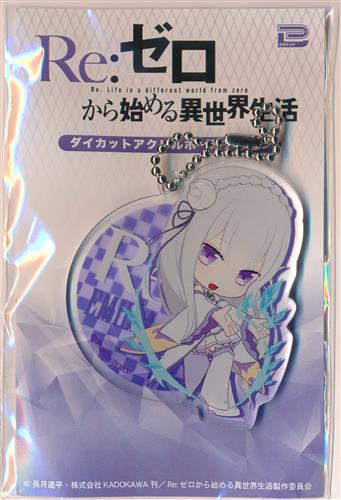 Re:ゼロ
Re: Life in a different world from zero
から始める異世界生活
BREAK
ダイカットアクリルボ
R
EMI
© 長月達平・株式会社KADOKAWA 刊／Re:ゼロから始める異世界生活製作委員会